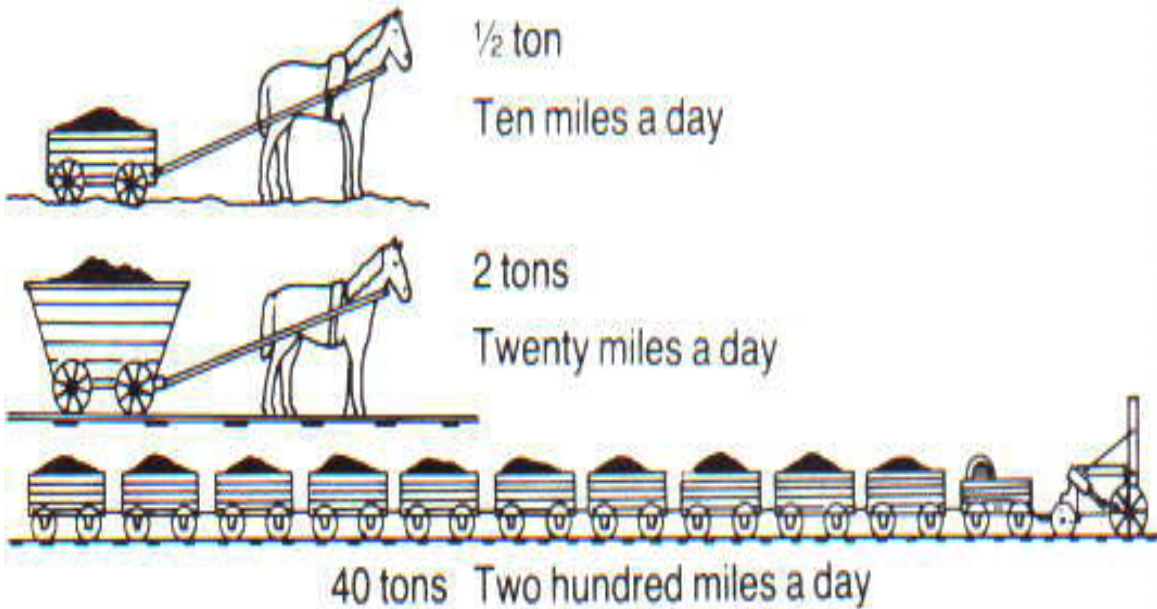 ½ ton
Ten miles a day
2 tons
Twenty miles a day
40 tons Two hundred miles a day